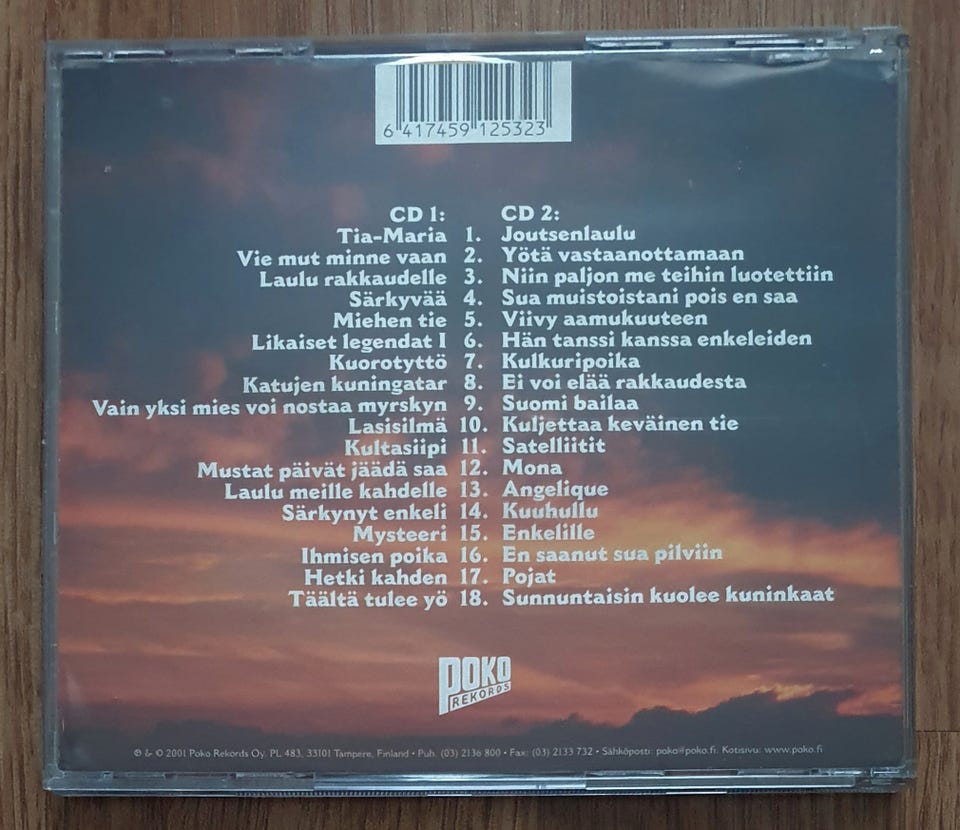 6 417459 125323
CD 1: CD 2:
Tia-Maria 1. Joutsenlaulu
Vie mut minne vaan 2. Yötä vastaanottamaan
Laulu rakkaudelle 3. Niin paljon me teihin luotettiin
Särkyvää 4. Sua muistoistani pois en saa
Miehen tie 5. Viivy aamukuuteen
Likaiset legendat I 6. Hän tanssi kanssa enkeleiden
Kuorotyttö 7. Kulkuripoika
Katujen kuningatar 8. Ei voi elää rakkaudesta
Vain yksi mies voi nostaa myrskyn 9. Suomi bailaa
Lasisilmä 10. Kuljettaa keväinen tie
Kultasiipi 11. Satelliitit
Mustat päivät jäädä saa 12. Mona
Laulu meille kahdelle 13. Angelique
Särkynyt enkeli 14. Kuuhullu
Mysteeri 15. Enkelille
Ihmisen poika 16. En saanut sua pilviin
Hetki kahden 17. Pojat
Täältä tulee yö 18. Sunnuntaisin kuolee kuninkaat
POKO
REKORDS
℗ & © 2001 Poko Rekords Oy, PL 483, 33101 Tampere, Finland • Puh. (03) 2136 800 • Fax: (03) 2133 732 • Sähköposti: poko@poko.fi. Kotisivu: www.poko.fi